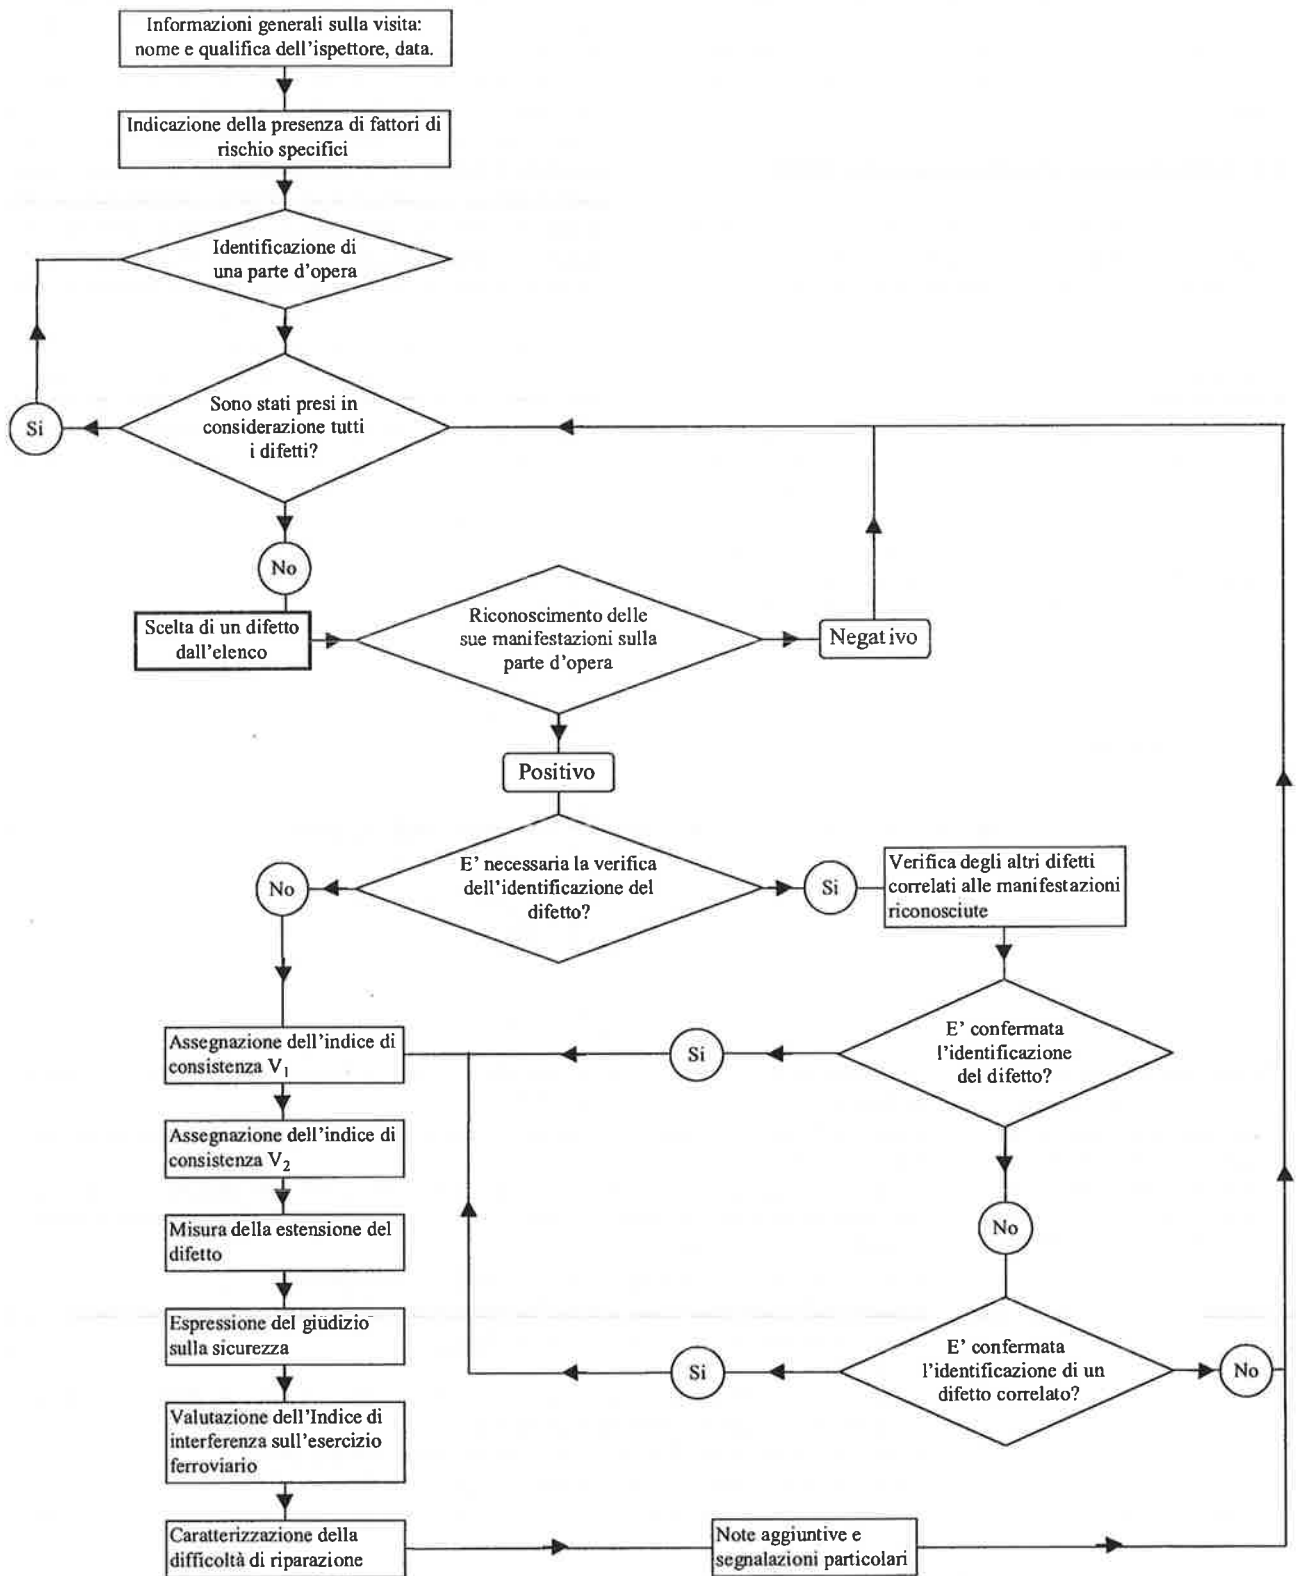 Informazioni generali sulla visita:
nome e qualifica dell'ispettore, data.
Indicazione della presenza di fattori di
rischio specifici
Identificazione di
una parte d'opera
Sono stati presi in
considerazione tutti
i difetti?
Si
No
Scelta di un difetto
dall'elenco
Riconoscimento delle
sue manifestazioni sulla
parte d'opera
Negativo
Positivo
E' necessaria la verifica
dell'identificazione del
difetto?
No
Si
Verifica degli altri difetti
correlati alle manifestazioni
riconosciute
E' confermata
l'identificazione
del difetto?
Si
Assegnazione dell'indice di
consistenza V₁
Assegnazione dell'indice di
consistenza V₂
Misura della estensione del
difetto
No
Espressione del giudizio
sulla sicurezza
E' confermata
l'identificazione di un
difetto correlato?
Si
No
Valutazione dell'Indice di
interferenza sull'esercizio
ferroviario
Caratterizzazione della
difficoltà di riparazione
Note aggiuntive e
segnalazioni particolari